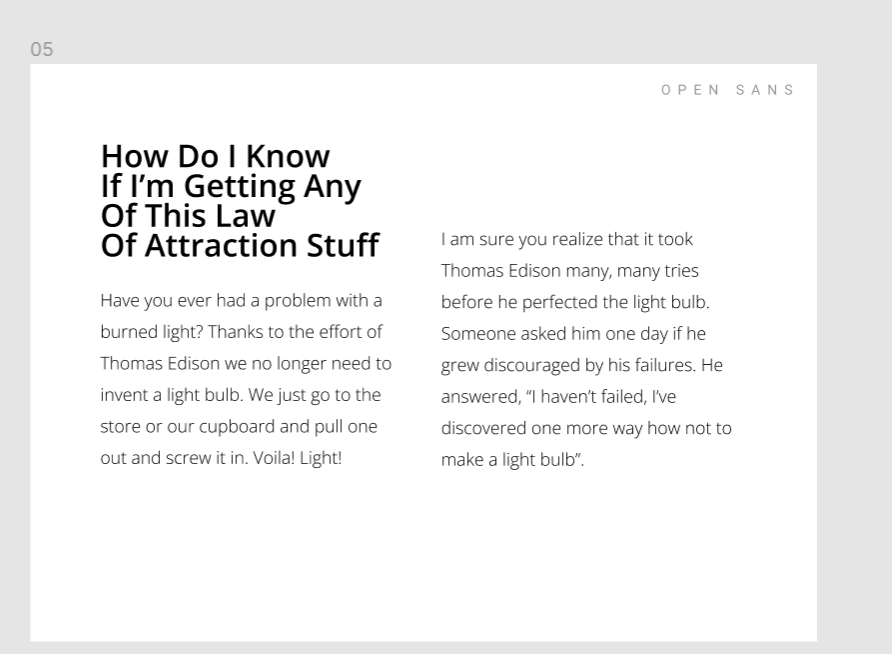 05
OPEN SANS
How Do I Know
If I’m Getting Any
Of This Law
Of Attraction Stuff
Have you ever had a problem with a
burned light? Thanks to the effort of
Thomas Edison we no longer need to
invent a light bulb. We just go to the
store or our cupboard and pull one
out and screw it in. Voila! Light!
I am sure you realize that it took
Thomas Edison many, many tries
before he perfected the light bulb.
Someone asked him one day if he
grew discouraged by his failures. He
answered, “I haven’t failed, I’ve
discovered one more way how not to
make a light bulb”.